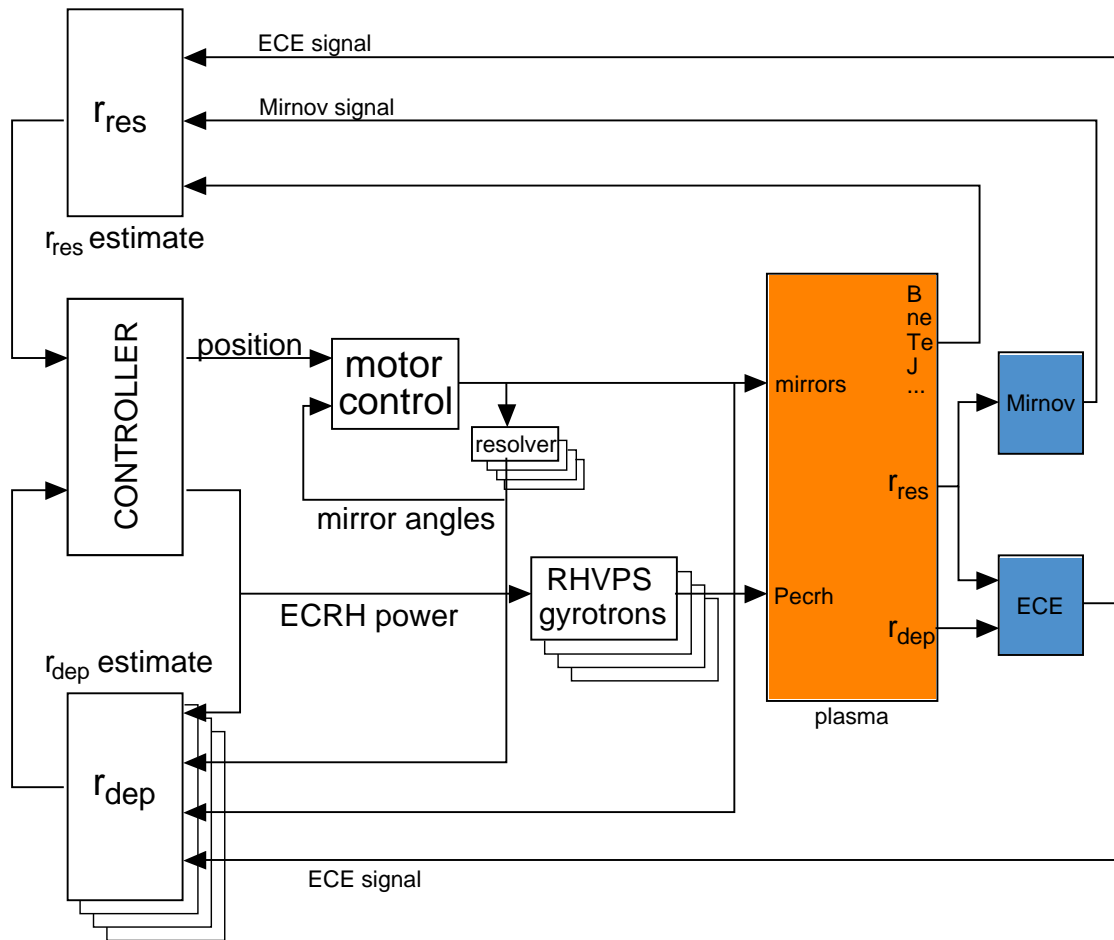 ECE signal
Mirnov signal
r_res
r_res estimate
CONTROLLER
position
motor
control
resolver
mirror angles
ECRH power
RHVPS
gyrotrons
mirrors
Pecrh
B
ne
Te
J
...
r_res
r_dep
plasma
Mirnov
ECE
r_dep estimate
r_dep
ECE signal